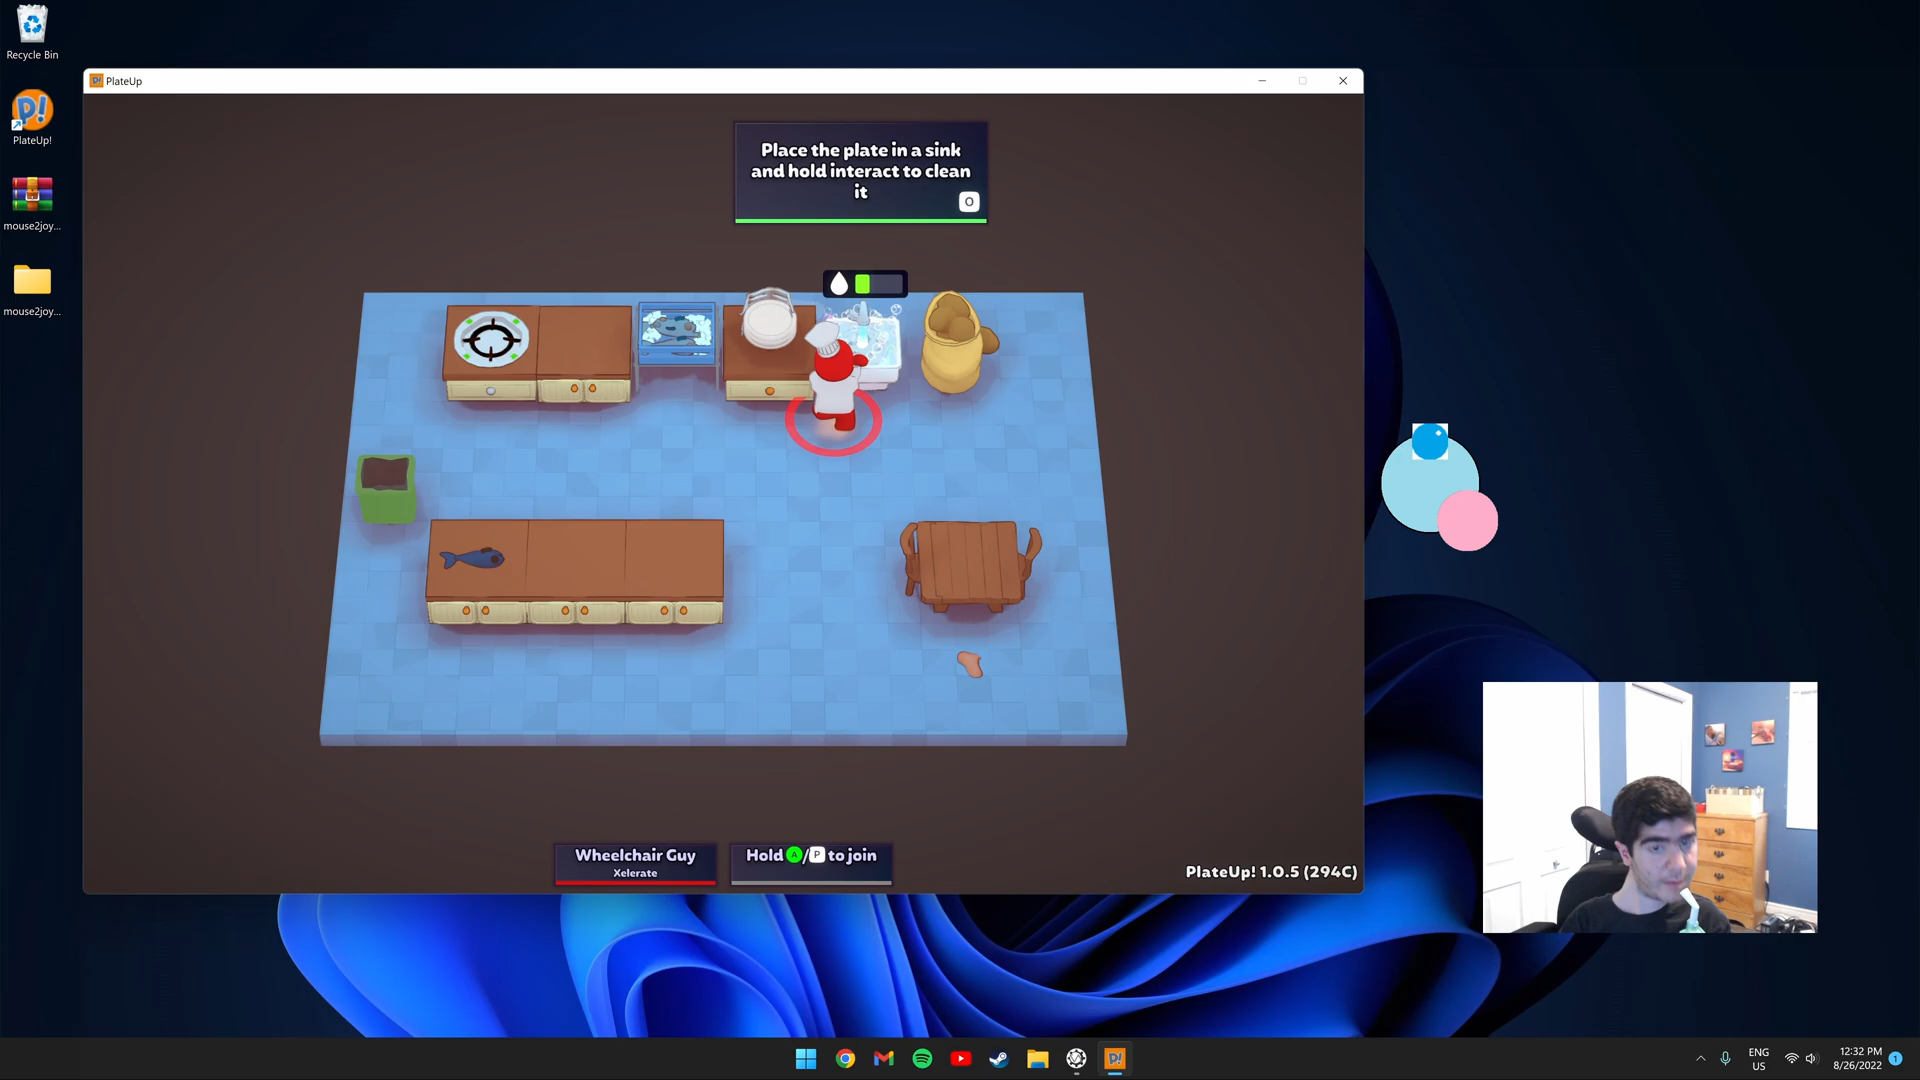 Recycle Bin
PlateUp!
mouse2joy...
mouse2joy...
PlateUp
Place the plate in a sink
and hold interact to clean
it
O
Wheelchair Guy
Xelerate
Hold A/P to join
PlateUp! 1.0.5 (294C)
P!
P!
ENG
US
12:32 PM
8/26/2022
1